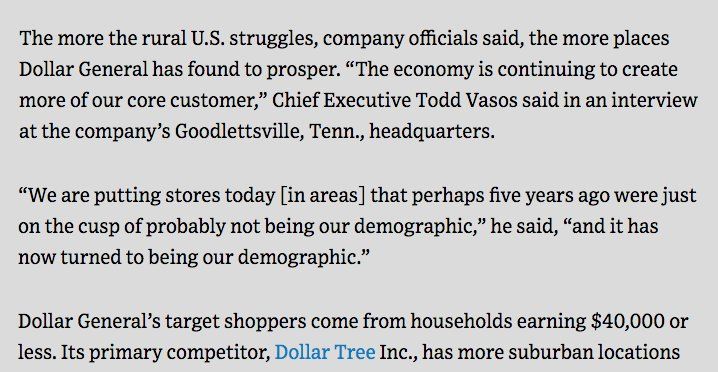 The more the rural U.S. struggles, company officials said, the more places
Dollar General has found to prosper. “The economy is continuing to create
more of our core customer,” Chief Executive Todd Vasos said in an interview
at the company’s Goodlettsville, Tenn., headquarters.
“We are putting stores today [in areas] that perhaps five years ago were just
on the cusp of probably not being our demographic,” he said, “and it has
now turned to being our demographic.”
Dollar General’s target shoppers come from households earning $40,000 or
less. Its primary competitor, Dollar Tree Inc., has more suburban locations